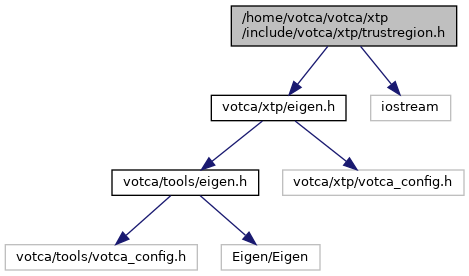 /home/votca/votca/xtp
/include/votca/xtp/trustregion.h
votca/xtp/eigen.h
iostream
votca/tools/eigen.h
votca/xtp/votca_config.h
votca/tools/votca_config.h
Eigen/Eigen